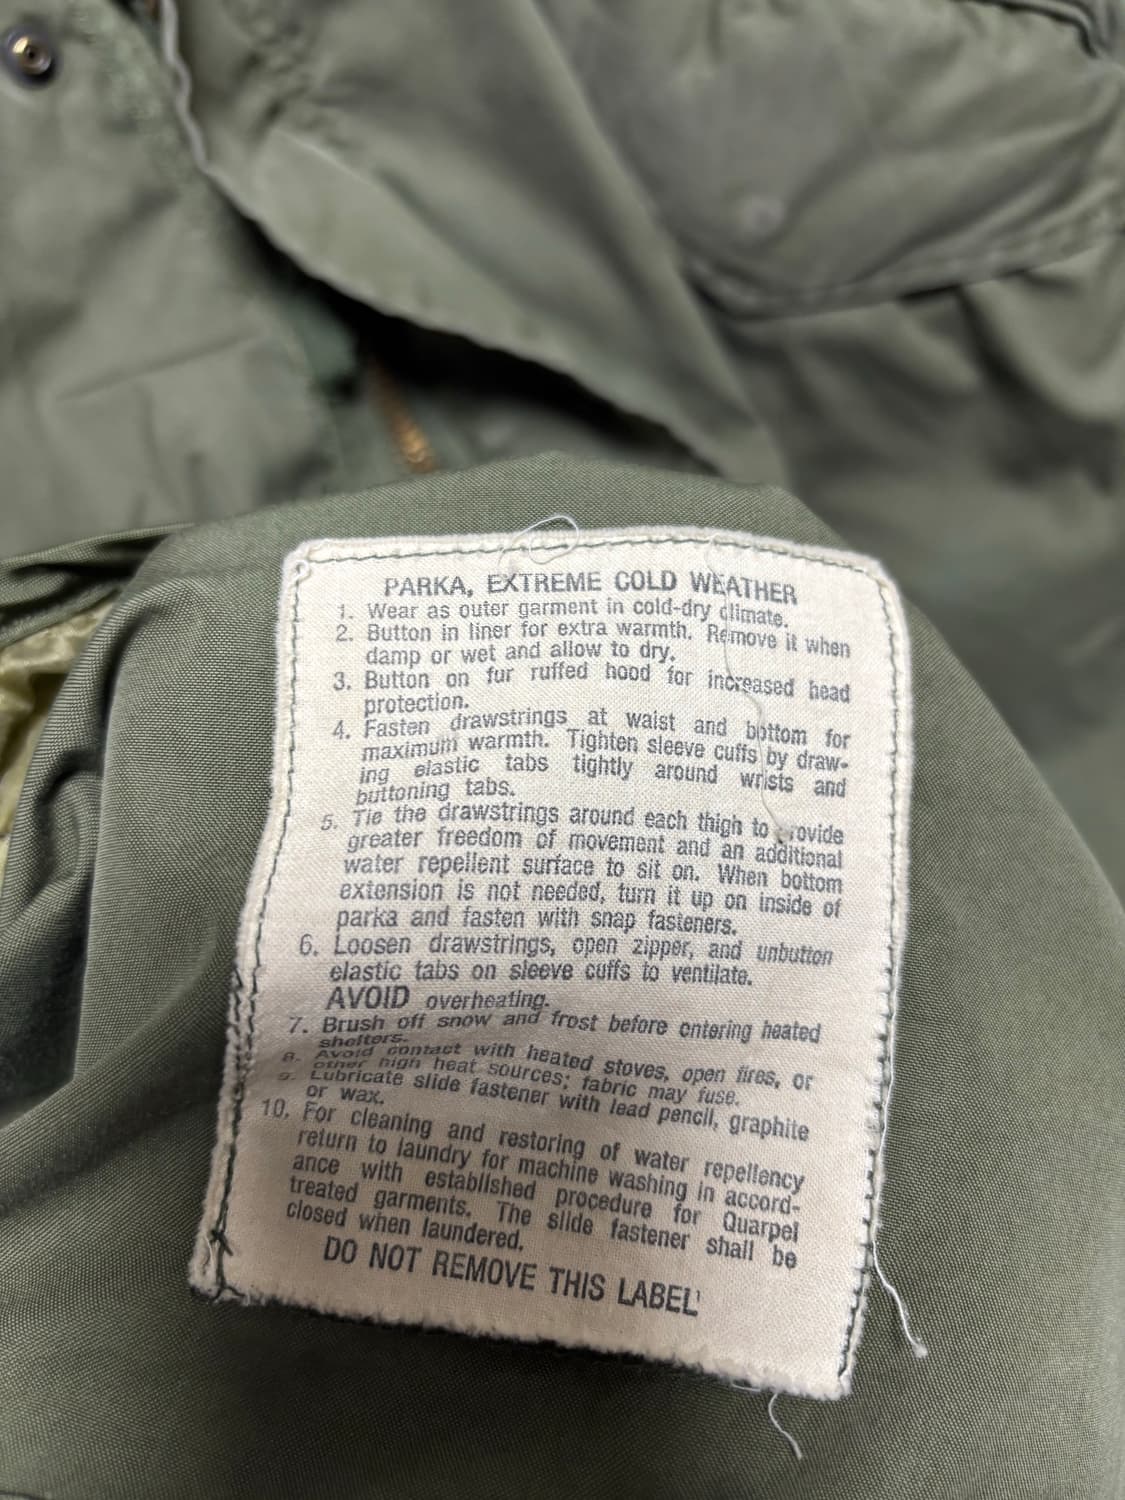 PARKA, EXTREME COLD WEATHER
1. Wear as outer garment in cold-dry climate.
2. Button in liner for extra warmth. Remove it when
damp or wet and allow to dry.
3. Button on fur ruffed hood for increased head
protection.
4. Fasten drawstrings at waist and bottom for
maximum warmth. Tighten sleeve cuffs by draw-
ing elastic tabs tightly around wrists and
buttoning tabs.
5. Tie the drawstrings around each thigh to provide
greater freedom of movement and an additional
water repellent surface to sit on. When bottom
extension is not needed, turn it up on inside of
parka and fasten with snap fasteners.
6. Loosen drawstrings, open zipper, and unbutton
elastic tabs on sleeve cuffs to ventilate.
AVOID overheating.
7. Brush off snow and frost before entering heated
shelters.
8. Avoid contact with heated stoves, open fires, or
other high heat sources; fabric may fuse.
9. Lubricate slide fastener with lead pencil, graphite
or wax.
10. For cleaning and restoring of water repellency
return to laundry for machine washing in accord-
ance with established procedure for Quarpel
treated garments. The slide fastener shall be
closed when laundered.
DO NOT REMOVE THIS LABEL